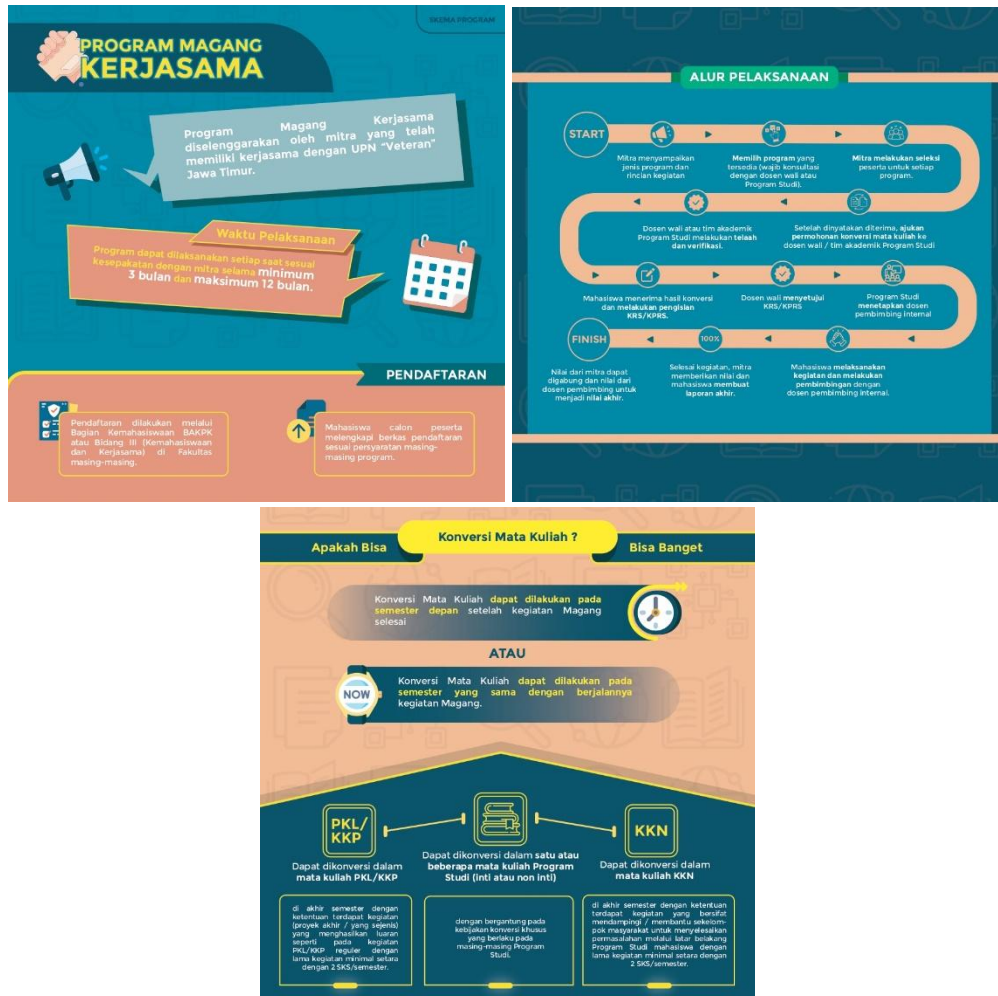 SKEMA PROGRAM
PROGRAM MAGANG
KERJASAMA
Program Magang Kerjasama
diselenggarakan oleh mitra yang telah
memiliki kerjasama dengan UPN "Veteran"
Jawa Timur.
Waktu Pelaksanaan
Program dapat dilaksanakan setiap saat sesuai
kesepakatan dengan mitra selama minimum
3 bulan dan maksimum 12 bulan.
PENDAFTARAN
Pendaftaran dilakukan melalui
Bagian Kemahasiswaan BAKPK
atau Bidang III (Kemahasiswaan
dan Kerjasama) di Fakultas
masing-masing.
Mahasiswa calon peserta
melengkapi berkas pendaftaran
sesuai persyaratan masing-
masing program.
ALUR PELAKSANAAN
START
Mitra menyampaikan
jenis program dan
rincian kegiatan
Memilih program yang
tersedia (wajib konsultasi
dengan dosen wali atau
Program Studi).
Mitra melakukan seleksi
peserta untuk setiap
program.
Dosen wali atau tim akademik
Program Studi melakukan telaah
dan verifikasi.
Setelah dinyatakan diterima, ajukan
permohonan konversi mata kuliah ke
dosen wali / tim akademik Program Studi
Mahasiswa menerima hasil konversi
dan melakukan pengisian
KRS/KPRS.
Dosen wali menyetujui
KRS/KPRS
Program Studi
menetapkan dosen
pembimbing internal
FINISH
100%
Nilai dari mitra dapat
digabung dan nilai dari
dosen pembimbing untuk
menjadi nilai akhir.
Selesai kegiatan, mitra
memberikan nilai dan
mahasiswa membuat
laporan akhir.
Mahasiswa melaksanakan
kegiatan dan melakukan
pembimbingan dengan
dosen pembimbing internal.
Apakah Bisa
Konversi Mata Kuliah ?
Bisa Banget
Konversi Mata Kuliah dapat dilakukan pada
semester depan setelah kegiatan Magang
selesai
ATAU
NOW
Konversi Mata Kuliah dapat dilakukan pada
semester yang sama dengan berjalannya
kegiatan Magang.
PKL/
KKP
Dapat dikonversi dalam
mata kuliah PKL/KKP
Dapat dikonversi dalam satu atau
beberapa mata kuliah Program
Studi (inti atau non inti)
KKN
Dapat dikonversi dalam
mata kuliah KKN
di akhir semester dengan
ketentuan terdapat kegiatan
(proyek akhir / yang sejenis)
yang menghasilkan luaran
seperti pada kegiatan
PKL/KKP reguler dengan
lama kegiatan minimal setara
dengan 2 SKS/semester.
dengan bergantung pada
kebijakan konversi khusus
yang berlaku pada
masing-masing Program
Studi.
di akhir semester dengan ketentuan
terdapat kegiatan yang bersifat
mendampingi / membantu sekelom-
pok masyarakat untuk menyelesaikan
permasalahan melalui latar belakang
Program Studi mahasiswa dengan
lama kegiatan minimal setara dengan
2 SKS/semester.